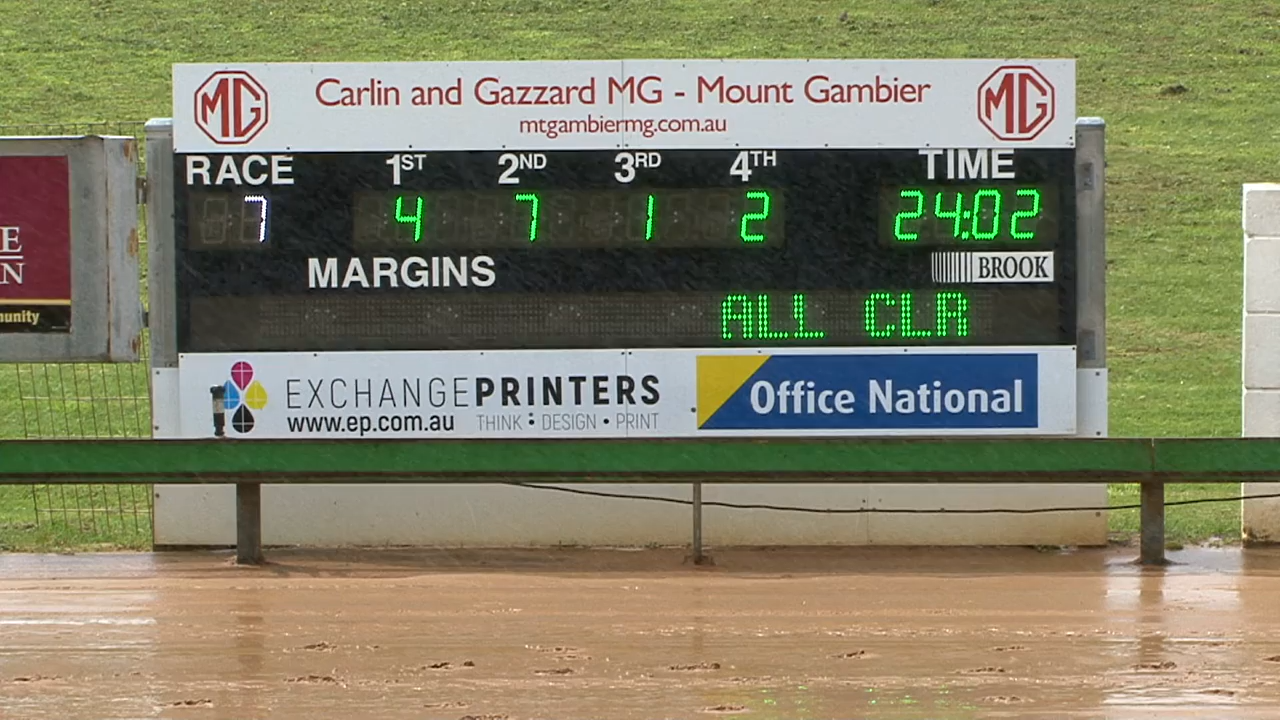 MG Carlin and Gazzard MG - Mount Gambier MG
mtgambiermg.com.au
RACE 1ST 2ND 3RD 4TH TIME
7 4 7 1 2 24:02
MARGINS BROOK
ALL CLR
EXCHANGEPRINTERS
www.ep.com.au THINK : DESIGN • PRINT
Office National
E
N
munity